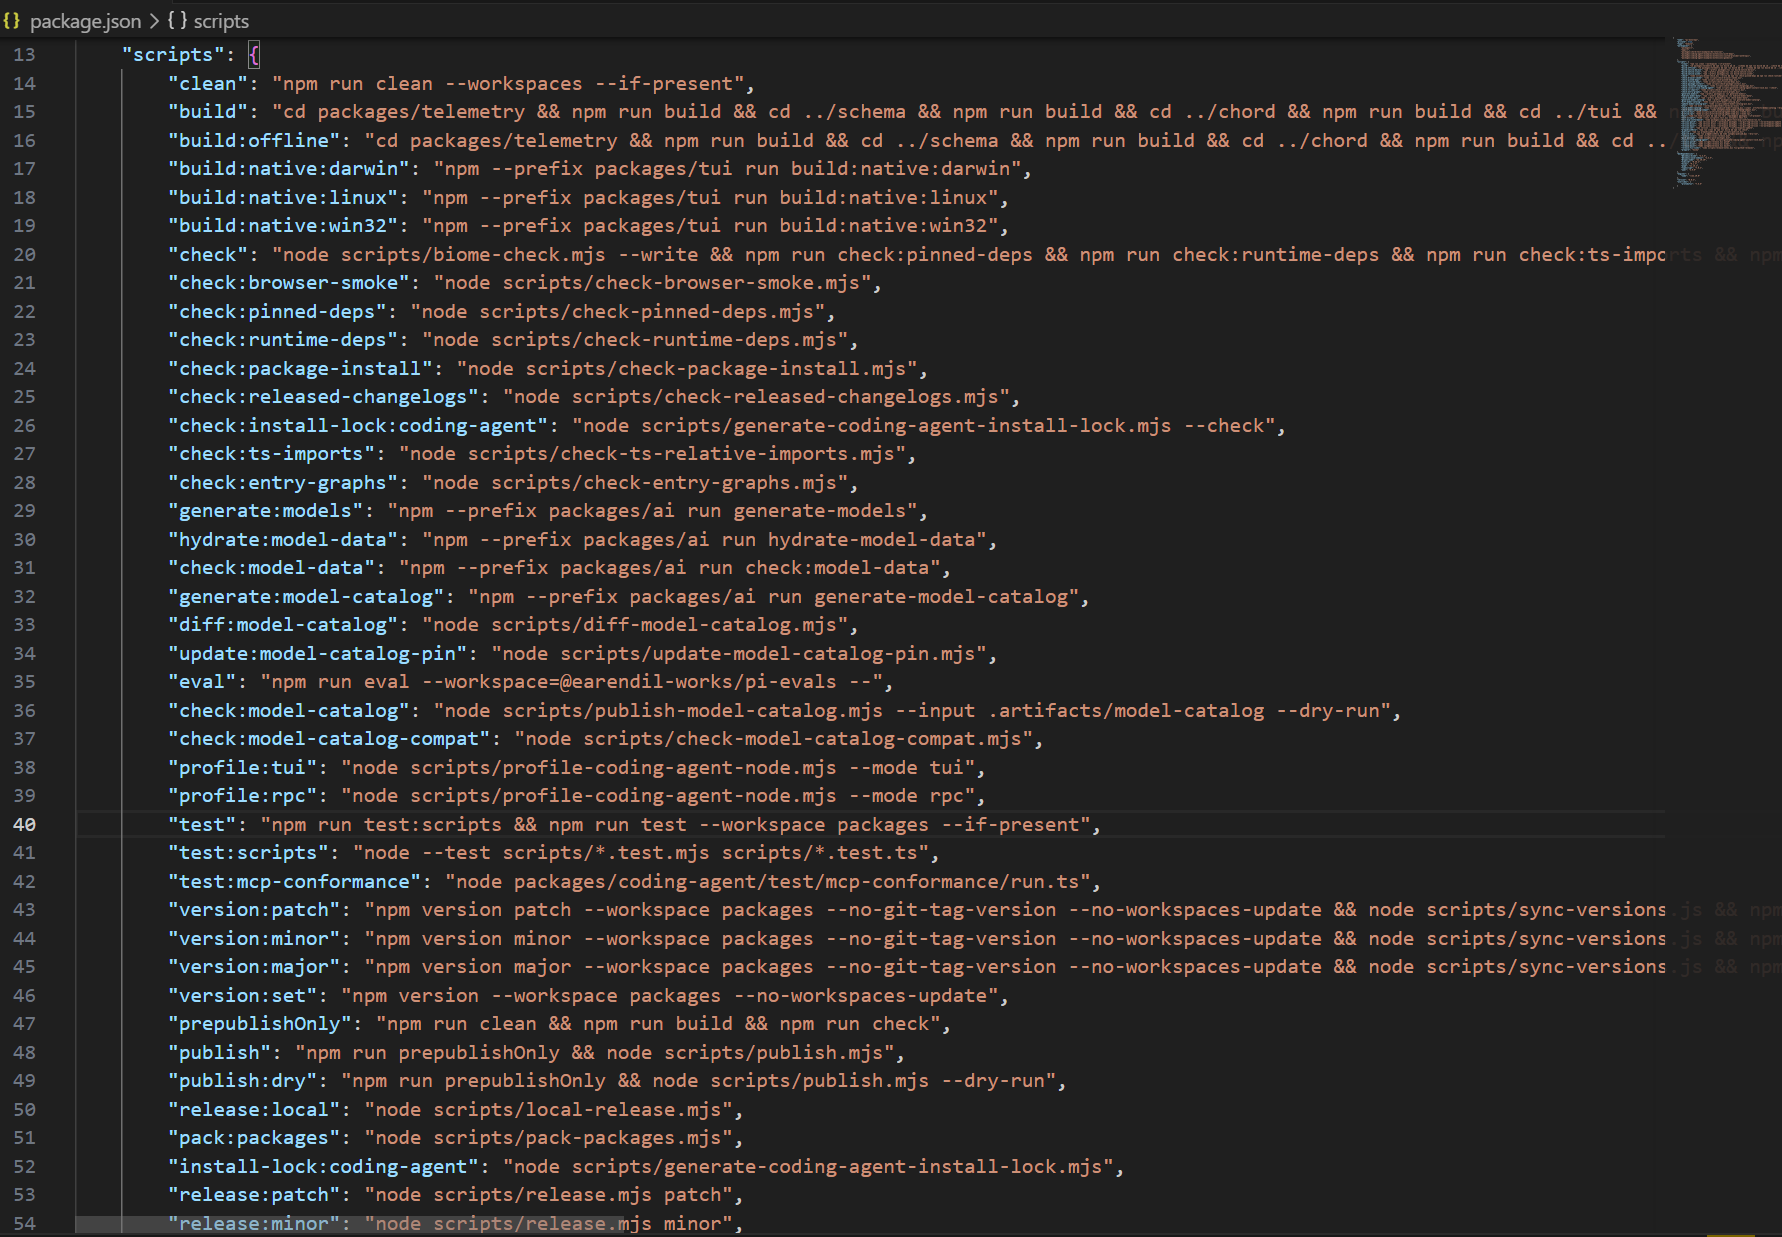 {} package.json > {} scripts
13 "scripts": {
14 "clean": "npm run clean --workspaces --if-present",
15 "build": "cd packages/telemetry && npm run build && cd ../schema && npm run build && cd ../chord && npm run build && cd ../tui &&
16 "build:offline": "cd packages/telemetry && npm run build && cd ../schema && npm run build && cd ../chord && npm run build && cd ../
17 "build:native:darwin": "npm --prefix packages/tui run build:native:darwin",
18 "build:native:linux": "npm --prefix packages/tui run build:native:linux",
19 "build:native:win32": "npm --prefix packages/tui run build:native:win32",
20 "check": "node scripts/biome-check.mjs --write && npm run check:pinned-deps && npm run check:runtime-deps && npm run check:ts-imports && npm
21 "check:browser-smoke": "node scripts/check-browser-smoke.mjs",
22 "check:pinned-deps": "node scripts/check-pinned-deps.mjs",
23 "check:runtime-deps": "node scripts/check-runtime-deps.mjs",
24 "check:package-install": "node scripts/check-package-install.mjs",
25 "check:released-changelogs": "node scripts/check-released-changelogs.mjs",
26 "check:install-lock:coding-agent": "node scripts/generate-coding-agent-install-lock.mjs --check",
27 "check:ts-imports": "node scripts/check-ts-relative-imports.mjs",
28 "check:entry-graphs": "node scripts/check-entry-graphs.mjs",
29 "generate:models": "npm --prefix packages/ai run generate-models",
30 "hydrate:model-data": "npm --prefix packages/ai run hydrate-model-data",
31 "check:model-data": "npm --prefix packages/ai run check:model-data",
32 "generate:model-catalog": "npm --prefix packages/ai run generate-model-catalog",
33 "diff:model-catalog": "node scripts/diff-model-catalog.mjs",
34 "update:model-catalog-pin": "node scripts/update-model-catalog-pin.mjs",
35 "eval": "npm run eval --workspace=@earendil-works/pi-evals --",
36 "check:model-catalog": "node scripts/publish-model-catalog.mjs --input .artifacts/model-catalog --dry-run",
37 "check:model-catalog-compat": "node scripts/check-model-catalog-compat.mjs",
38 "profile:tui": "node scripts/profile-coding-agent-node.mjs --mode tui",
39 "profile:rpc": "node scripts/profile-coding-agent-node.mjs --mode rpc",
40 "test": "npm run test:scripts && npm run test --workspace packages --if-present",
41 "test:scripts": "node --test scripts/*.test.mjs scripts/*.test.ts",
42 "test:mcp-conformance": "node packages/coding-agent/test/mcp-conformance/run.ts",
43 "version:patch": "npm version patch --workspace packages --no-git-tag-version --no-workspaces-update && node scripts/sync-versions.js && npm
44 "version:minor": "npm version minor --workspace packages --no-git-tag-version --no-workspaces-update && node scripts/sync-versions.js && npm
45 "version:major": "npm version major --workspace packages --no-git-tag-version --no-workspaces-update && node scripts/sync-versions.js && npm
46 "version:set": "npm version --workspace packages --no-workspaces-update",
47 "prepublishOnly": "npm run clean && npm run build && npm run check",
48 "publish": "npm run prepublishOnly && node scripts/publish.mjs",
49 "publish:dry": "npm run prepublishOnly && node scripts/publish.mjs --dry-run",
50 "release:local": "node scripts/local-release.mjs",
51 "pack:packages": "node scripts/pack-packages.mjs",
52 "install-lock:coding-agent": "node scripts/generate-coding-agent-install-lock.mjs",
53 "release:patch": "node scripts/release.mjs patch",
54 "release:minor": "node scripts/release.mjs minor",